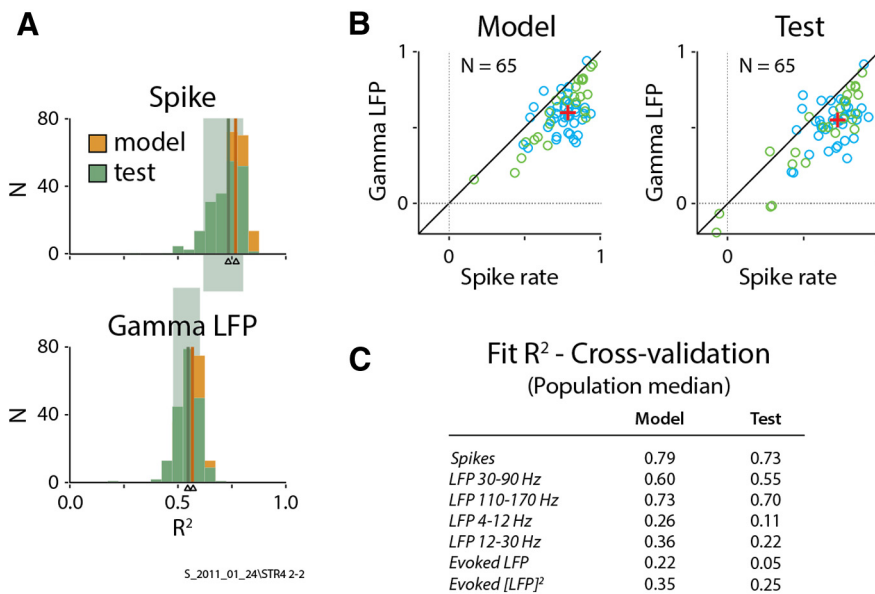 A
Spike
80
40
0
N
model
test
Gamma LFP
80
40
0
N
0.0
0.5
1.0
R²
S_2011_01_24\STR4 2-2
B
Model
1
0
Gamma LFP
N = 65
0
1
Spike rate
Test
1
0
Gamma LFP
N = 65
0
Spike rate
C
Fit R² - Cross-validation
(Population median)
Model Test
Spikes 0.79 0.73
LFP 30-90 Hz 0.60 0.55
LFP 110-170 Hz 0.73 0.70
LFP 4-12 Hz 0.26 0.11
LFP 12-30 Hz 0.36 0.22
Evoked LFP 0.22 0.05
Evoked [LFP]² 0.35 0.25